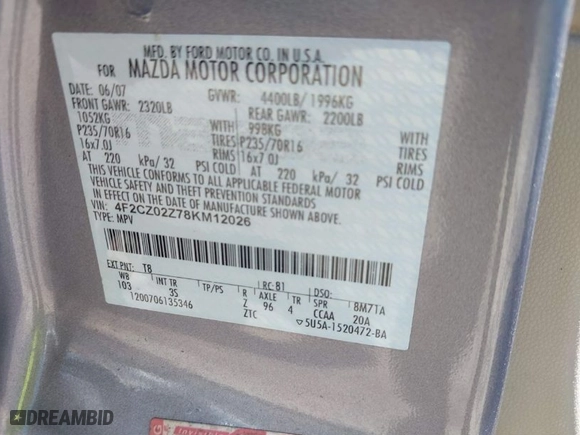 MFD. BY FORD MOTOR CO. IN U.S.A.
FOR MAZDA MOTOR CORPORATION
DATE: 06/07 GVWR: 4400LB/ 1996KG
FRONT GAWR: 2320LB REAR GAWR: 2200LB
1052KG 998KG
P235/70R16 TIRES P235/70R16 TIRES
16x7.0J RIMS 16x7.0J RIMS
AT 220 kPa/ 32 PSI COLD AT 220 kPa/ 32 PSI COLD
THIS VEHICLE CONFORMS TO ALL APPLICABLE FEDERAL MOTOR
VEHICLE SAFETY AND THEFT PREVENTION STANDARDS
IN EFFECT ON THE DATE OF MANUFACTURE SHOWN ABOVE.
VIN: 4F2CZ02Z78KM12026
TYPE: MPV
EXT PNT: T8 RC: B1 DSO:
WB INT TR TP/PS R AXLE TR SPR 8M71A
103 3S Z 96 4 CCAA 20A
1200706135346 ZTC ▽5U5A-1520472-BA
DREAMBID